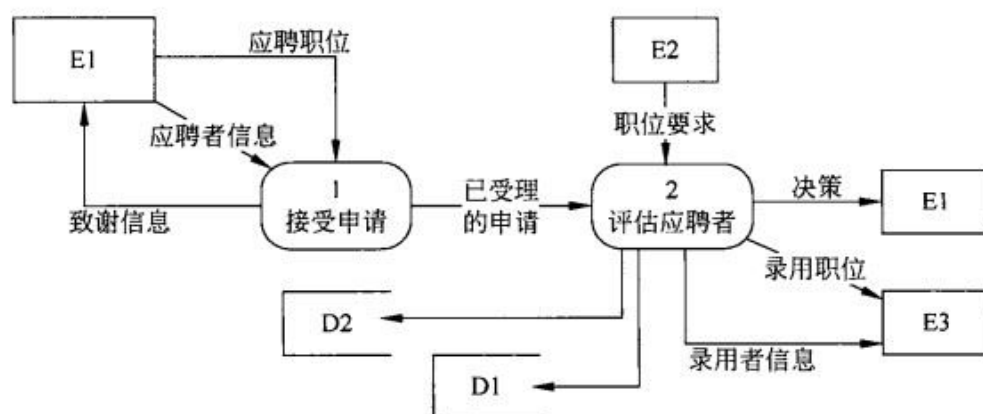 应聘职位
E1
E2
应聘者信息
职位要求
1
接受申请
致谢信息
已受理
的申请
2
评估应聘者
决策
E1
录用职位
E3
录用者信息
D2
D1